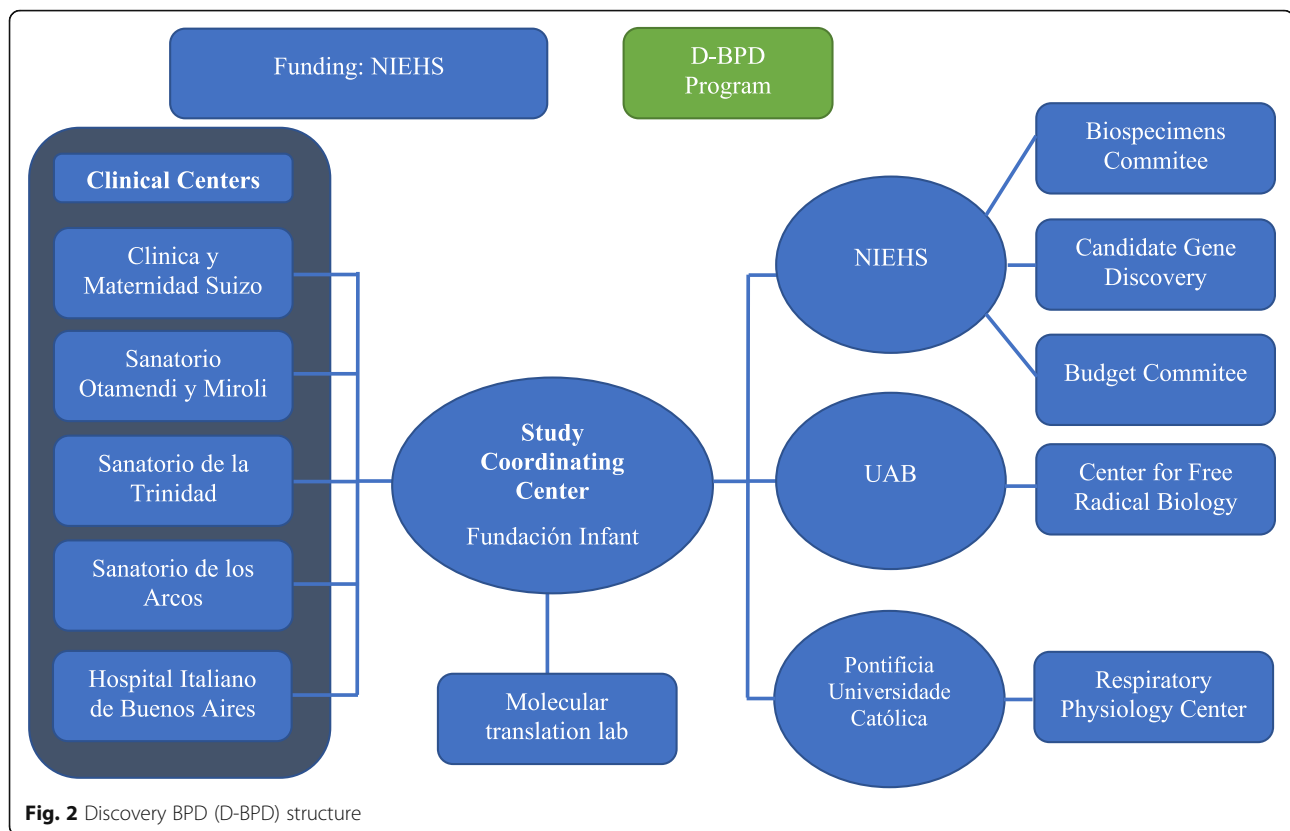 Funding: NIEHS
D-BPD
Program
Clinical Centers
Clinica y
Maternidad Suizo
Sanatorio
Otamendi y Miroli
Sanatorio de la
Trinidad
Sanatorio de los
Arcos
Hospital Italiano
de Buenos Aires
Study
Coordinating
Center
Fundación Infant
Molecular
translation lab
NIEHS
Biospecimens
Commitee
Candidate Gene
Discovery
Budget Commitee
UAB
Center for Free
Radical Biology
Pontificia
Universidade
Católica
Respiratory
Physiology Center
Fig. 2 Discovery BPD (D-BPD) structure